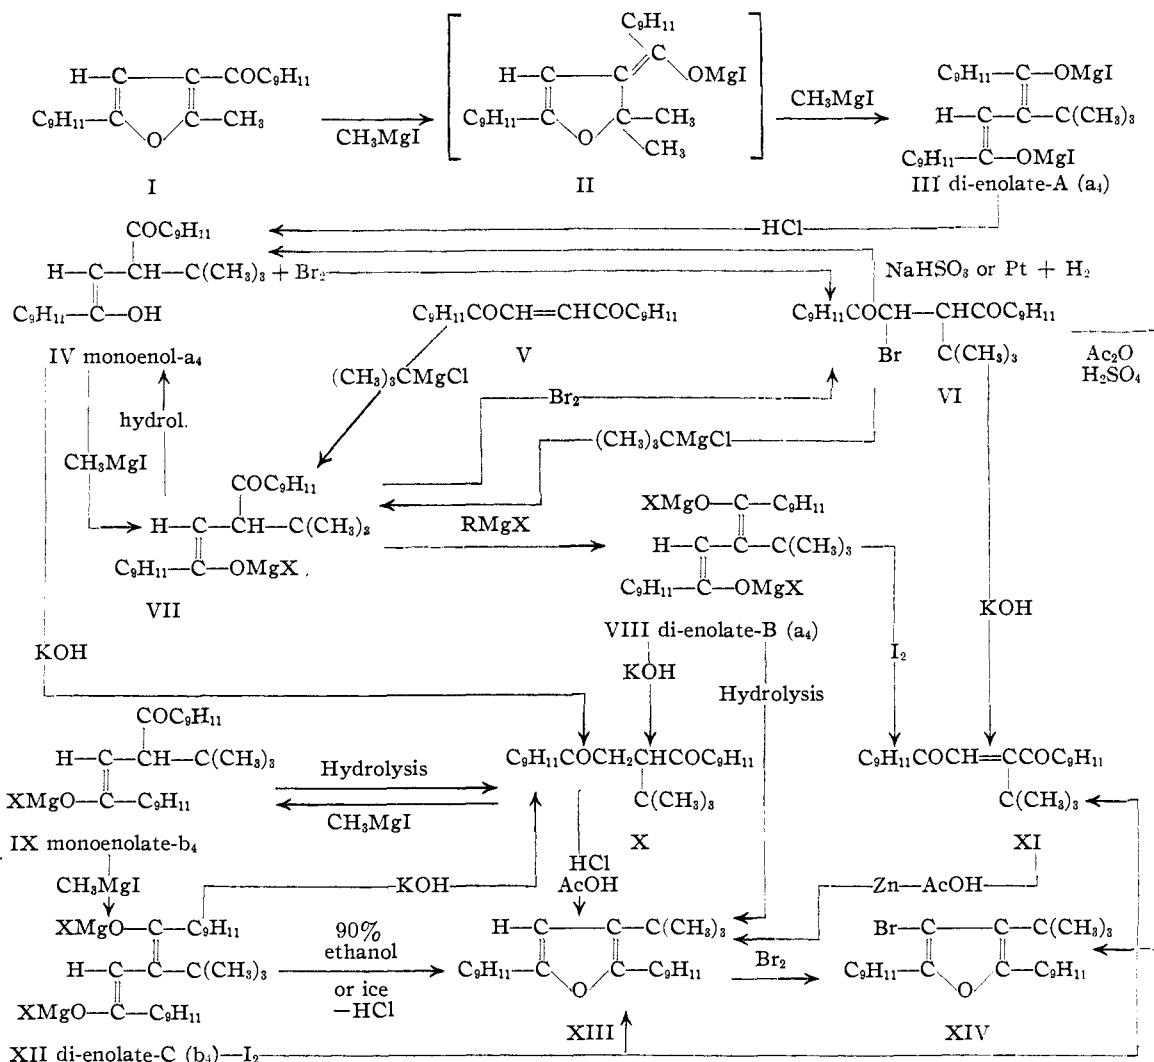 C₉H₁₁
H—C—C—COC₉H₁₁
C₉H₁₁—C C—CH₃
O
I
CH₃MgI
C₉H₁₁
C
OMgI
H—C—C
C₉H₁₁—C C—CH₃
O
CH₃
II
CH₃MgI
C₉H₁₁—C—OMgI
H—C—C—C(CH₃)₃
C₉H₁₁—C—OMgI
III di-enolate-A (a₄)
HCl
COC₉H₁₁
H—C—CH—C(CH₃)₃ + Br₂
C₉H₁₁—C—OH
IV monoenol-a₄
C₉H₁₁COCH=CHCOC₉H₁₁
V
NaHSO₃ or Pt + H₂
C₉H₁₁COCH—CHCOC₉H₁₁
Br C(CH₃)₃
VI
Ac₂O
H₂SO₄
(CH₃)₃CMgCl
Br₂
hydrol.
CH₃MgI
(CH₃)₃CMgCl
COC₉H₁₁
H—C—CH—C(CH₃)₃
C₉H₁₁—C—OMgX
VII
RMgX
XMgO—C—C₉H₁₁
H—C—C—C(CH₃)₃
C₉H₁₁—C—OMgX
VIII di-enolate-B (a₄)
KOH
KOH
I₂
KOH
Hydrolysis
COC₉H₁₁
H—C—CH—C(CH₃)₃
XMgO—C—C₉H₁₁
IX monoenolate-b₄
Hydrolysis
CH₃MgI
C₉H₁₁COCH₂CHCOC₉H₁₁
C(CH₃)₃
X
C₉H₁₁COCH=CCOC₉H₁₁
C(CH₃)₃
XI
CH₃MgI
KOH
HCl
AcOH
Zn—AcOH
XMgO—C—C₉H₁₁
H—C—C—C(CH₃)₃
XMgO—C—C₉H₁₁
90%
ethanol
or ice
—HCl
H—C—C—C(CH₃)₃
C₉H₁₁—C C—C₉H₁₁
O
XIII
Br₂
Br—C—C—C(CH₃)₃
C₉H₁₁—C C—C₉H₁₁
O
XIV
XII di-enolate-C (b₄)—I₂